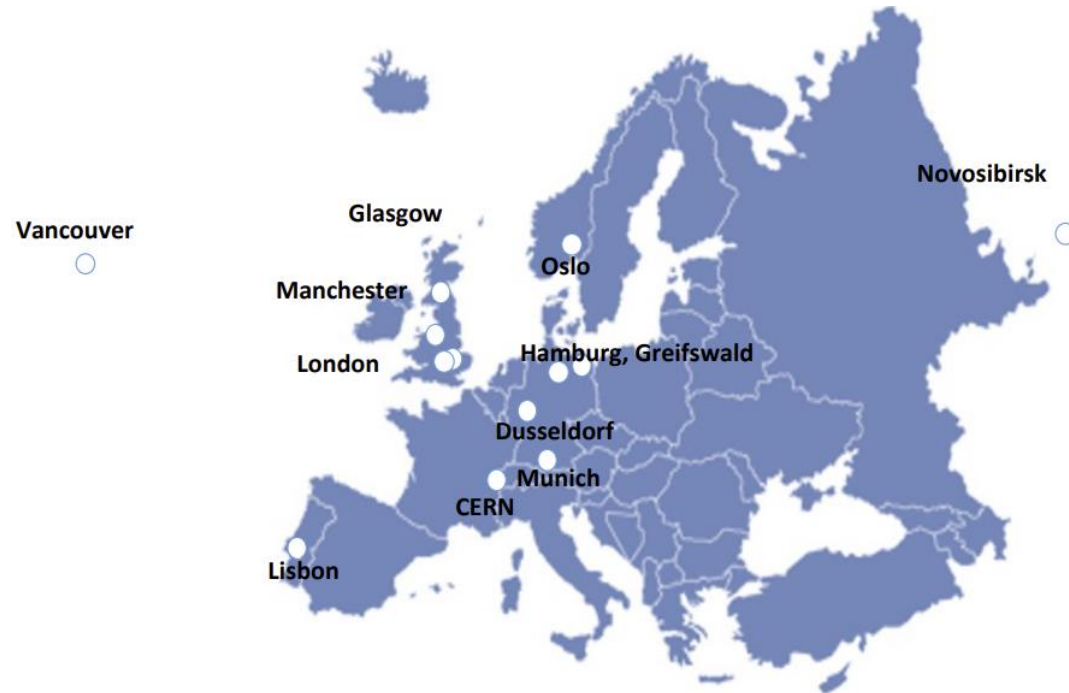 Novosibirsk
Glasgow
Vancouver
Oslo
Manchester
Hamburg, Greifswald
London
Dusseldorf
Munich
CERN
Lisbon